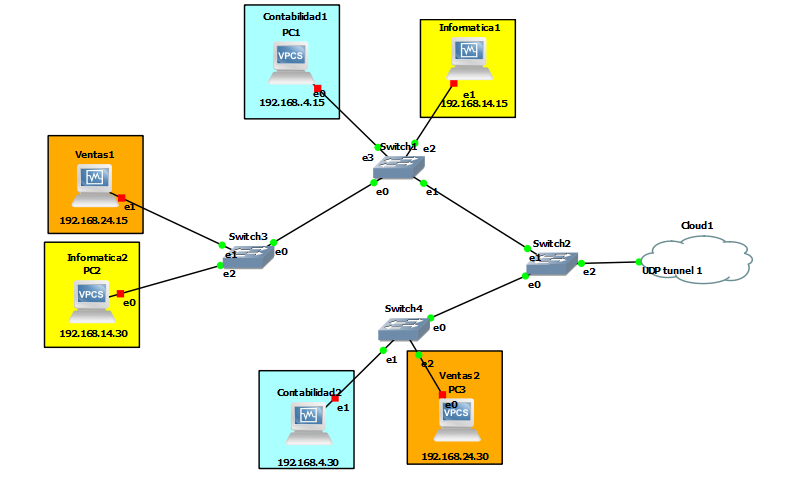 Contabilidad1
PC1
VPCS
e0
192.168..4.15
Informatica1
e1
192.168.14.15
Switch1
e3
e2
e0
e1
Ventas1
e1
192.168.24.15
Switch3
e1
e0
e2
Informatica2
PC2
VPCS
e0
192.168.14.30
Switch2
e1
e2
e0
Cloud1
UDP tunnel 1
Switch4
e0
e1
e2
Contabilidad2
e1
192.168.4.30
Ventas2
PC3
e0
VPCS
192.168.24.30